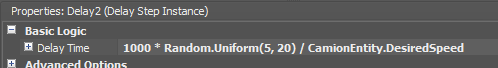 Properties: Delay2 (Delay Step Instance)
Basic Logic
Delay Time 1000 * Random.Uniform(5, 20) / CamionEntity.DesiredSpeed
Advanced Options